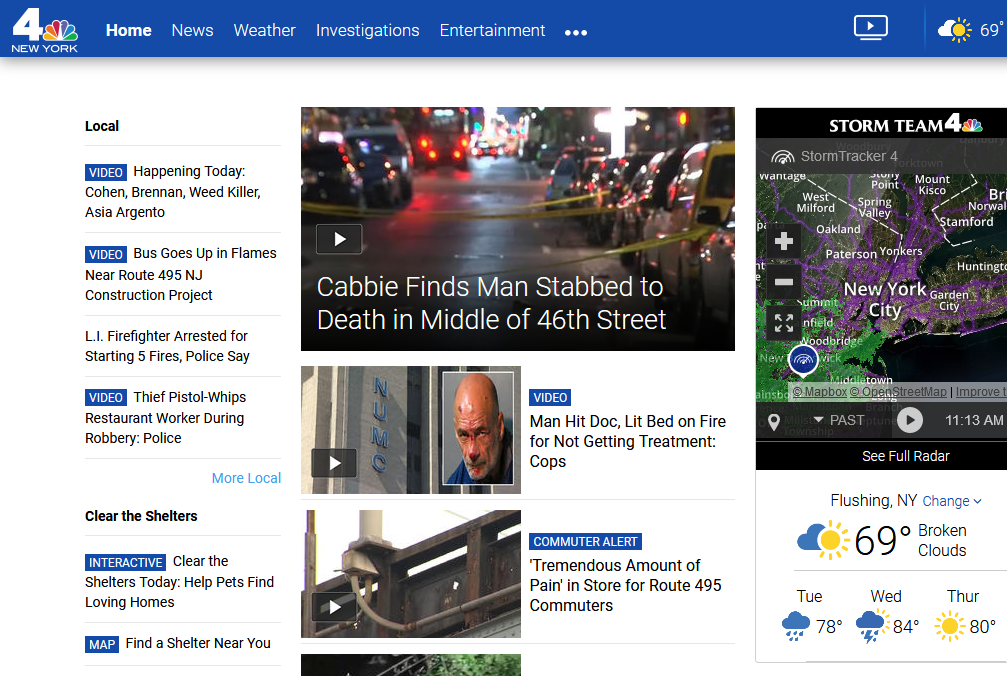 4
NEW YORK
Home News Weather Investigations Entertainment •••
69°
Local
VIDEO Happening Today:
Cohen, Brennan, Weed Killer,
Asia Argento
VIDEO Bus Goes Up in Flames
Near Route 495 NJ
Construction Project
L.I. Firefighter Arrested for
Starting 5 Fires, Police Say
VIDEO Thief Pistol-Whips
Restaurant Worker During
Robbery: Police
More Local
Clear the Shelters
INTERACTIVE Clear the
Shelters Today: Help Pets Find
Loving Homes
MAP Find a Shelter Near You
Cabbie Finds Man Stabbed to
Death in Middle of 46th Street
NUMC
VIDEO
Man Hit Doc, Lit Bed on Fire
for Not Getting Treatment:
Cops
COMMUTER ALERT
'Tremendous Amount of
Pain' in Store for Route 495
Commuters
STORM TEAM 4
StormTracker 4
Wantage
Stony
Point
Mount
Kisco
West
Milford
Spring
Valley
Stamford
Oakland
Paterson
Yonkers
New York
City
Garden
City
Woodbridge
Middletown
© Mapbox © OpenStreetMap | Improve t
PAST
11:13 AM
See Full Radar
Flushing, NY Change
69° Broken
Clouds
Tue Wed Thur
78° 84° 80°